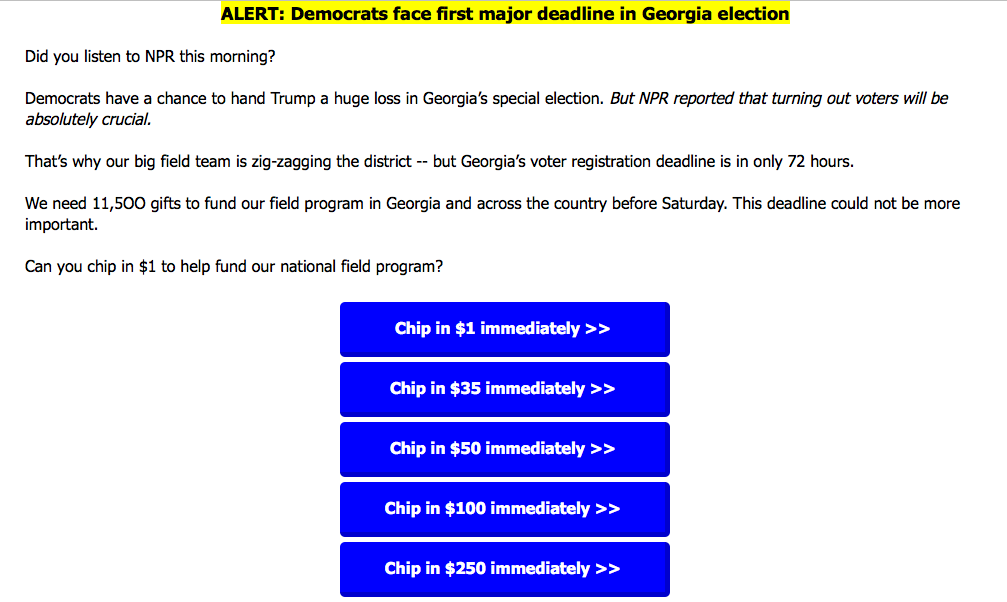 ALERT: Democrats face first major deadline in Georgia election
Did you listen to NPR this morning?
Democrats have a chance to hand Trump a huge loss in Georgia’s special election. But NPR reported that turning out voters will be
absolutely crucial.
That’s why our big field team is zig-zagging the district -- but Georgia’s voter registration deadline is in only 72 hours.
We need 11,5OO gifts to fund our field program in Georgia and across the country before Saturday. This deadline could not be more
important.
Can you chip in $1 to help fund our national field program?
Chip in $1 immediately >>
Chip in $35 immediately >>
Chip in $50 immediately >>
Chip in $100 immediately >>
Chip in $250 immediately >>